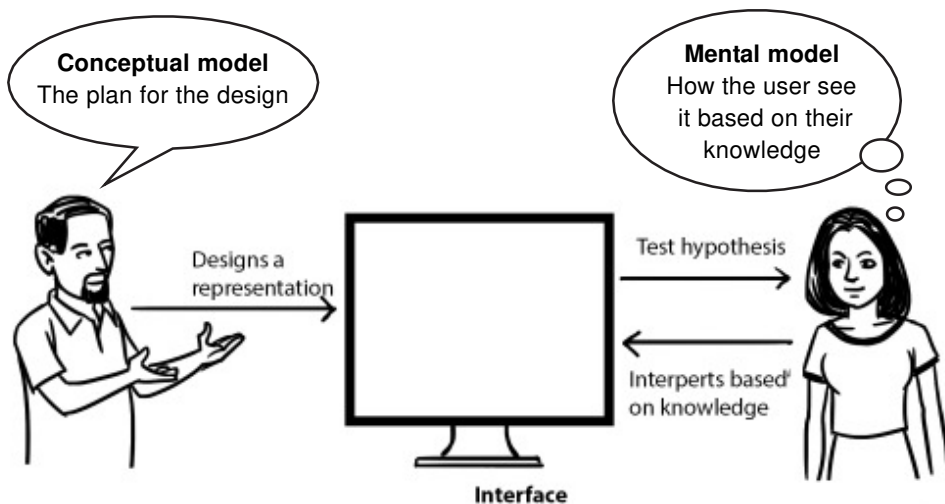 Conceptual model
The plan for the design
Mental model
How the user see
it based on their
knowledge
Designs a
representation
Test hypothesis
Interperts based
on knowledge
Interface